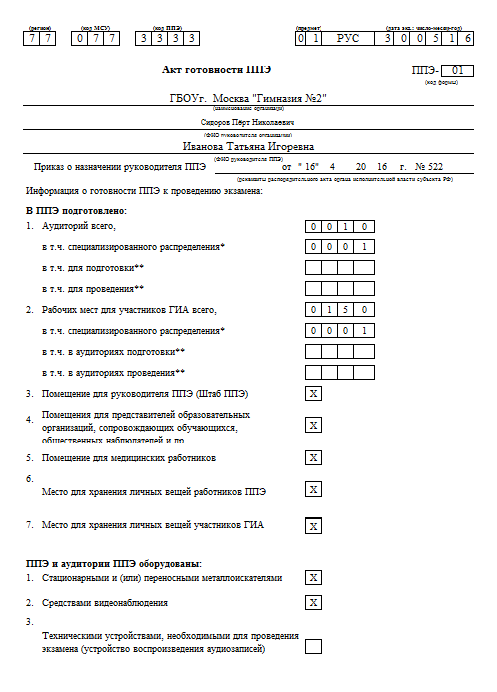 (регион) (код МСУ) (код ППЭ) (предмет) (дата экз.: число-месяц-год)
7 7 0 7 7 3 3 3 3 0 1 РУС 3 0 0 5 1 6
Акт готовности ППЭ ППЭ- 01
(код формы)
ГБОУг. Москва "Гимназия №2"
(наименование организации)
Сидоров Пётр Николаевич
(ФИО руководителя организации)
Иванова Татьяна Игоревна
(ФИО руководителя ППЭ)
Приказ о назначении руководителя ППЭ от " 16" 4 20 16 г. № 522
(реквизиты распорядительного акта органа исполнительной власти субъекта РФ)
Информация о готовности ППЭ к проведению экзамена:
В ППЭ подготовлено:
1. Аудиторий всего, 0 0 1 0
в т.ч. специализированного распределения* 0 0 0 1
в т.ч. для подготовки**
в т.ч. для проведения**
2. Рабочих мест для участников ГИА всего, 0 1 5 0
в т.ч. специализированного распределения* 0 0 0 1
в т.ч. в аудиториях подготовки**
в т.ч. в аудиториях проведения**
3. Помещение для руководителя ППЭ (Штаб ППЭ) X
4. Помещения для представителей образовательных
организаций, сопровождающих обучающихся, X
общественных наблюдателей и др
5. Помещение для медицинских работников X
6.
Место для хранения личных вещей работников ППЭ X
7. Место для хранения личных вещей участников ГИА X
ППЭ и аудитории ППЭ оборудованы:
1. Стационарными и (или) переносными металлоискателями X
2. Средствами видеонаблюдения X
3.
Техническими устройствами, необходимыми для проведения
экзамена (устройство воспроизведения аудиозаписей)